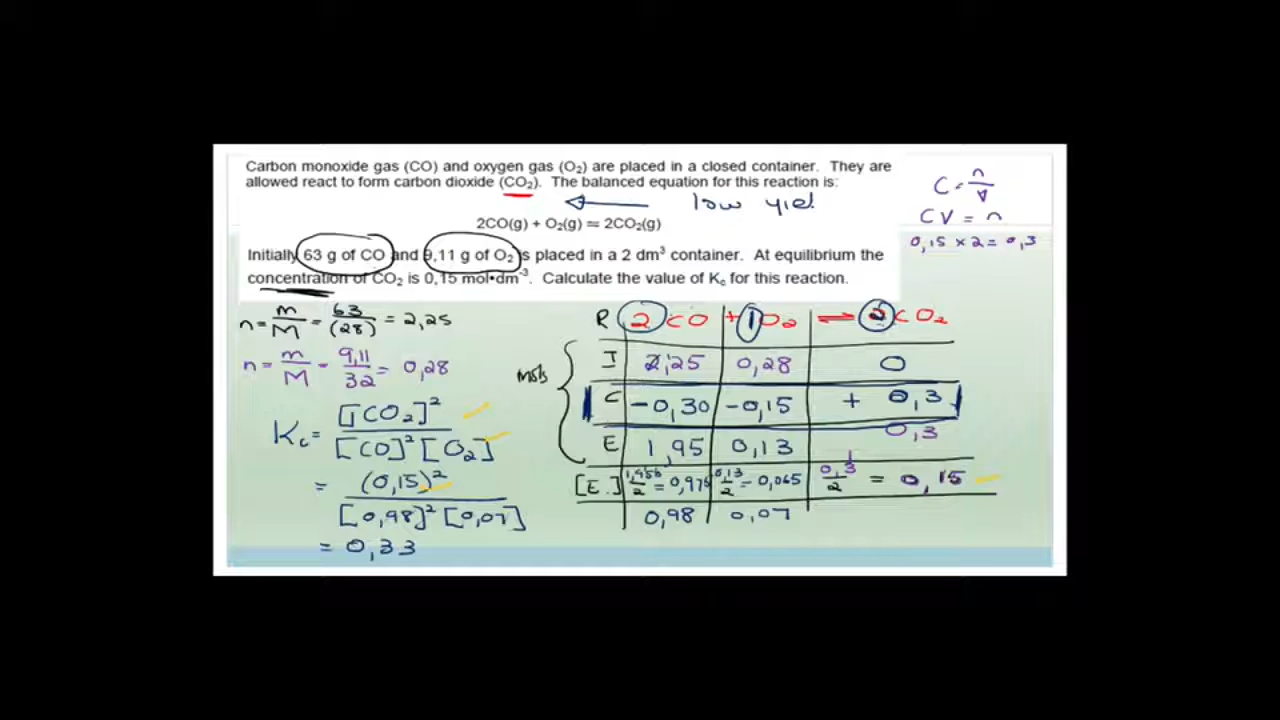 Carbon monoxide gas (CO) and oxygen gas (O₂) are placed in a closed container. They are
allowed react to form carbon dioxide (CO₂). The balanced equation for this reaction is:
low yield
2CO(g) + O₂(g) ⇌ 2CO₂(g)
Initially 63 g of CO and 9,11 g of O₂ is placed in a 2 dm³ container. At equilibrium the
concentration of CO₂ is 0,15 mol•dm⁻³. Calculate the value of Kc for this reaction.
C = n/V
CV = n
0,15 × 2 = 0,3
n = m/M = 63/(28) = 2,25
n = m/M = 9,11/32 = 0,28
Kc = [CO₂]²/[CO]²[O₂]
= (0,15)²/[0,98]²[0,07]
= 0,33
R 2CO + 1O₂ ⇌ 2CO₂
mols
I 2,25 0,28 0
C -0,30 -0,15 + 0,3
E 1,95 0,13 0,3
[E.] /2 = 0,975 0,13/2 = 0,065 0,3/2 = 0,15
0,98 0,07